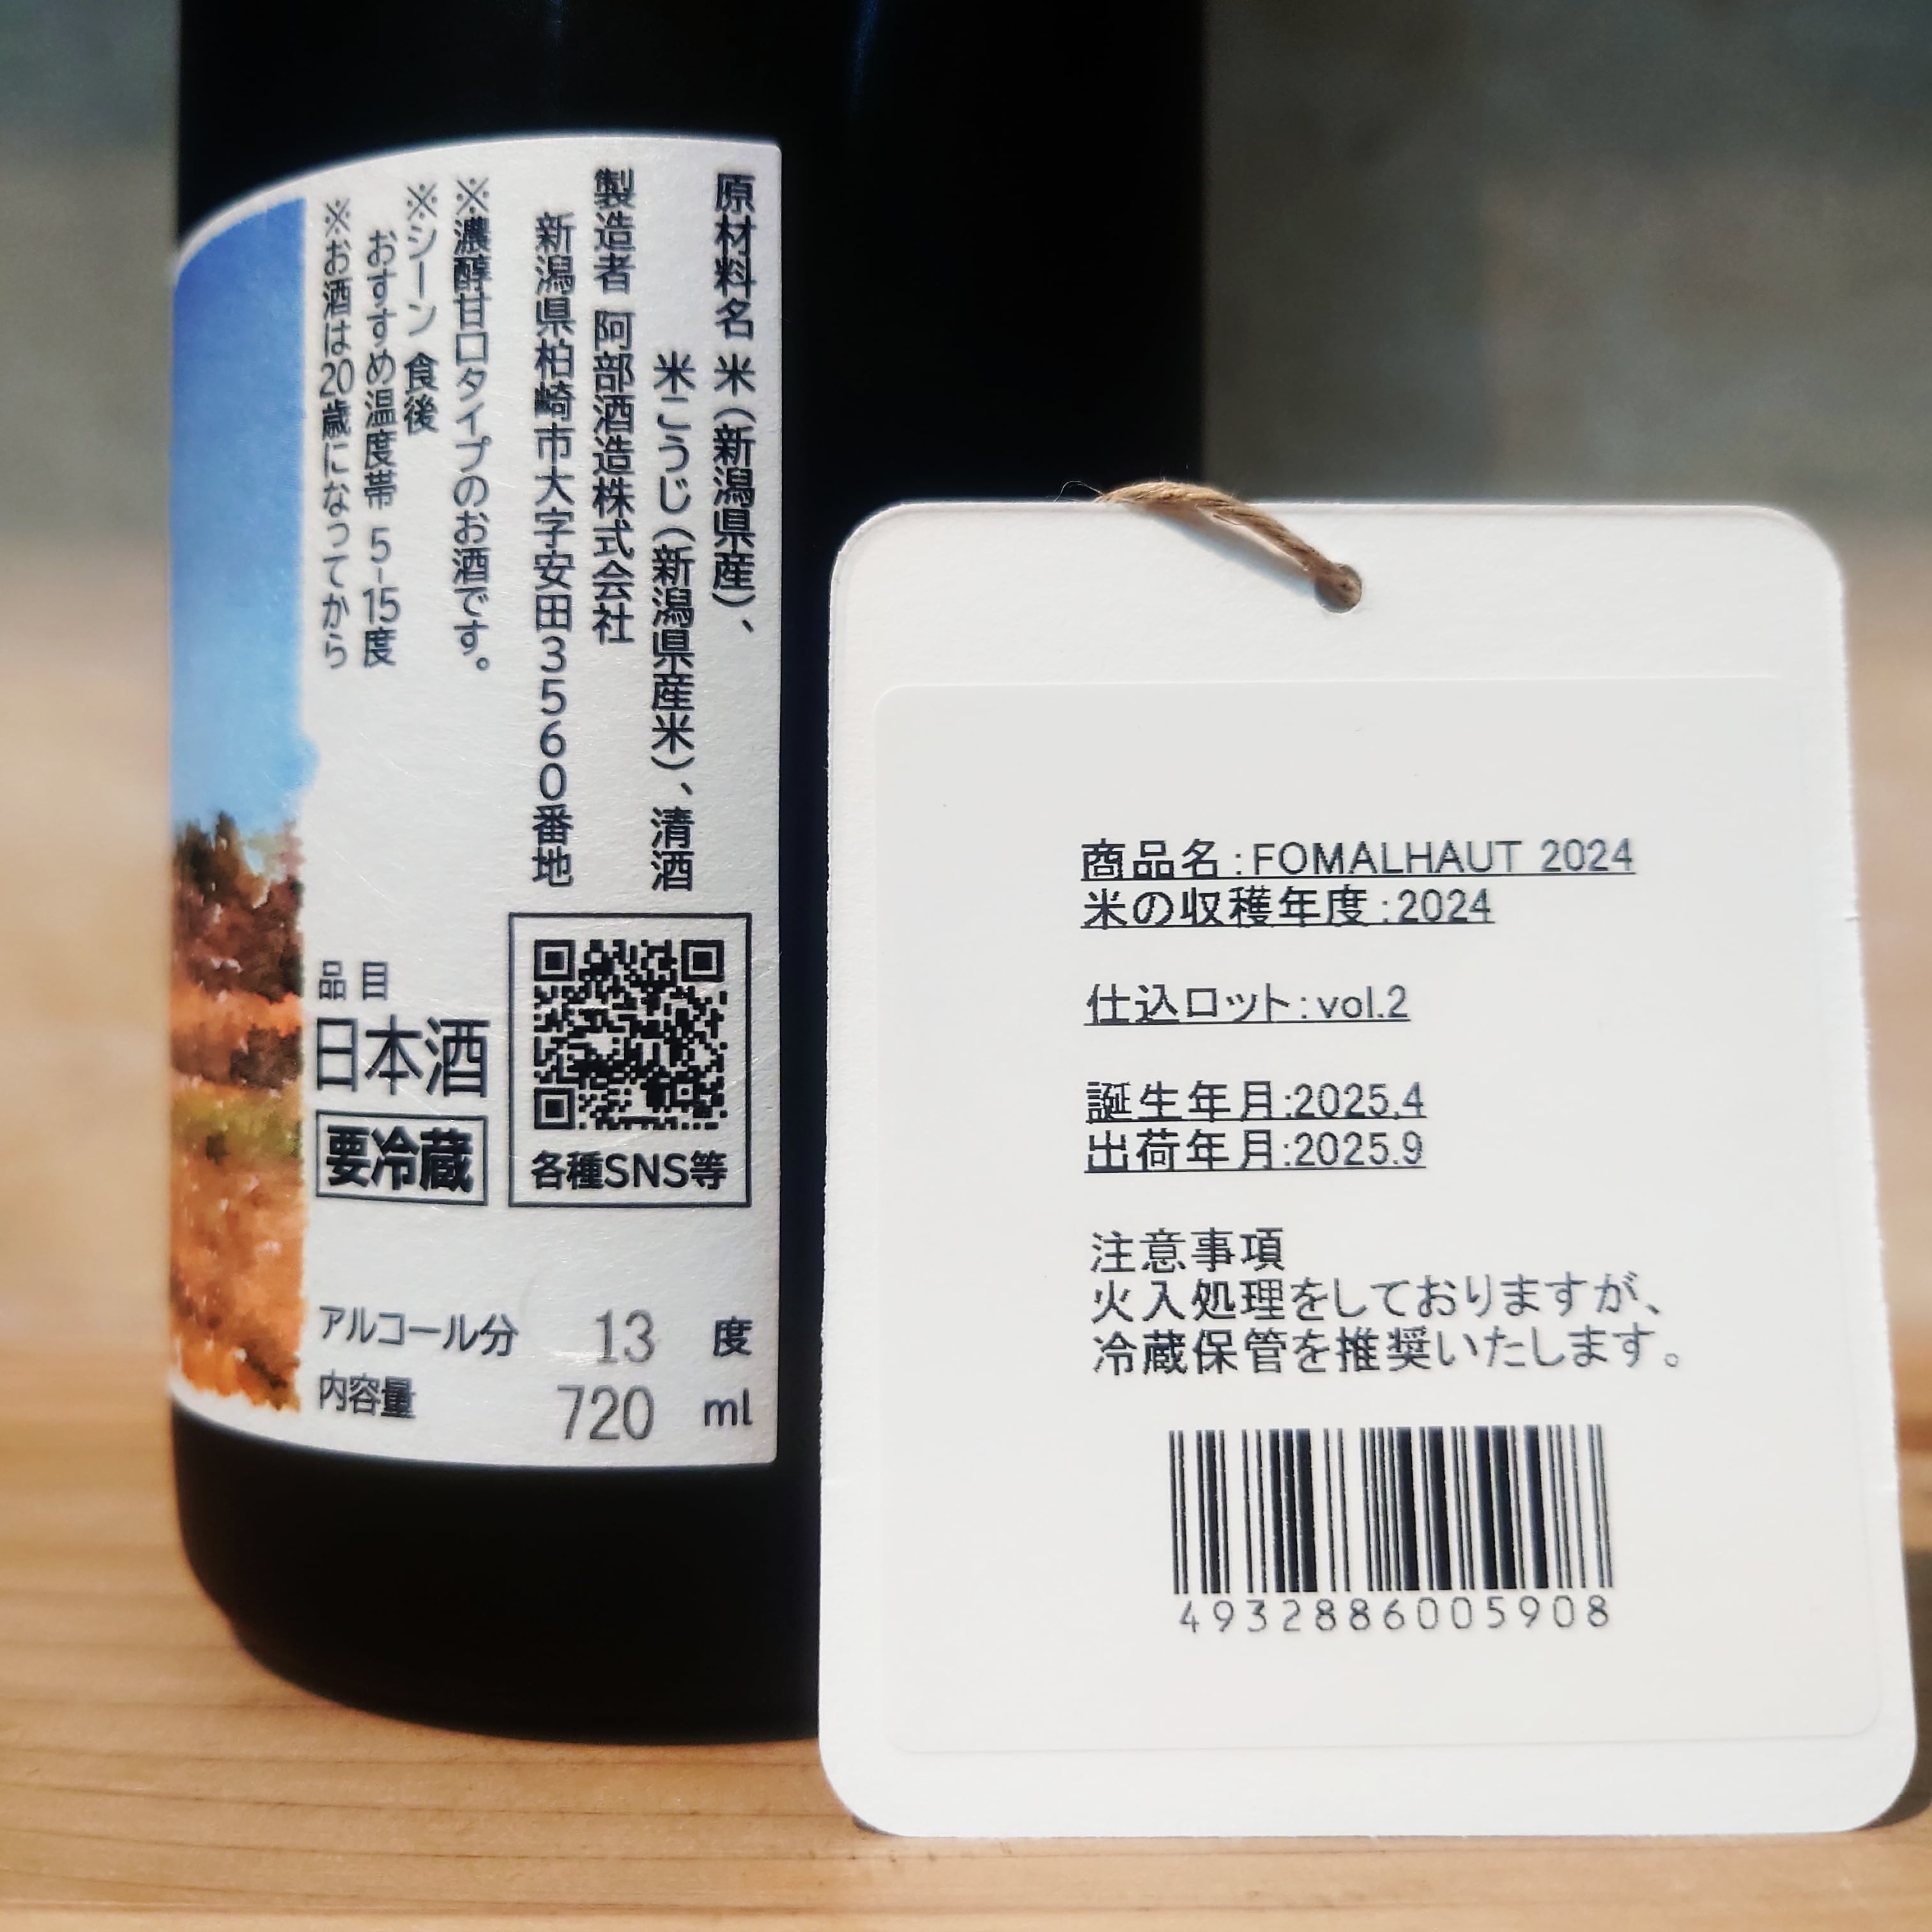 原材料名 米（新潟県産）、
米こうじ（新潟県産米）、清酒
製造者 阿部酒造株式会社
新潟県柏崎市大字安田3560番地
※濃醇甘口タイプのお酒です。
※シーン 食後
おすすめ温度帯 5-15度
※お酒は20歳になってから
品目
日本酒
要冷蔵
各種SNS等
アルコール分 13 度
内容量 720 ml
商品名:FOMALHAUT 2024
米の収穫年度:2024
仕込ロット:vol.2
誕生年月:2025.4
出荷年月:2025.9
注意事項
火入処理をしておりますが、
冷蔵保管を推奨いたします。
4932886005908